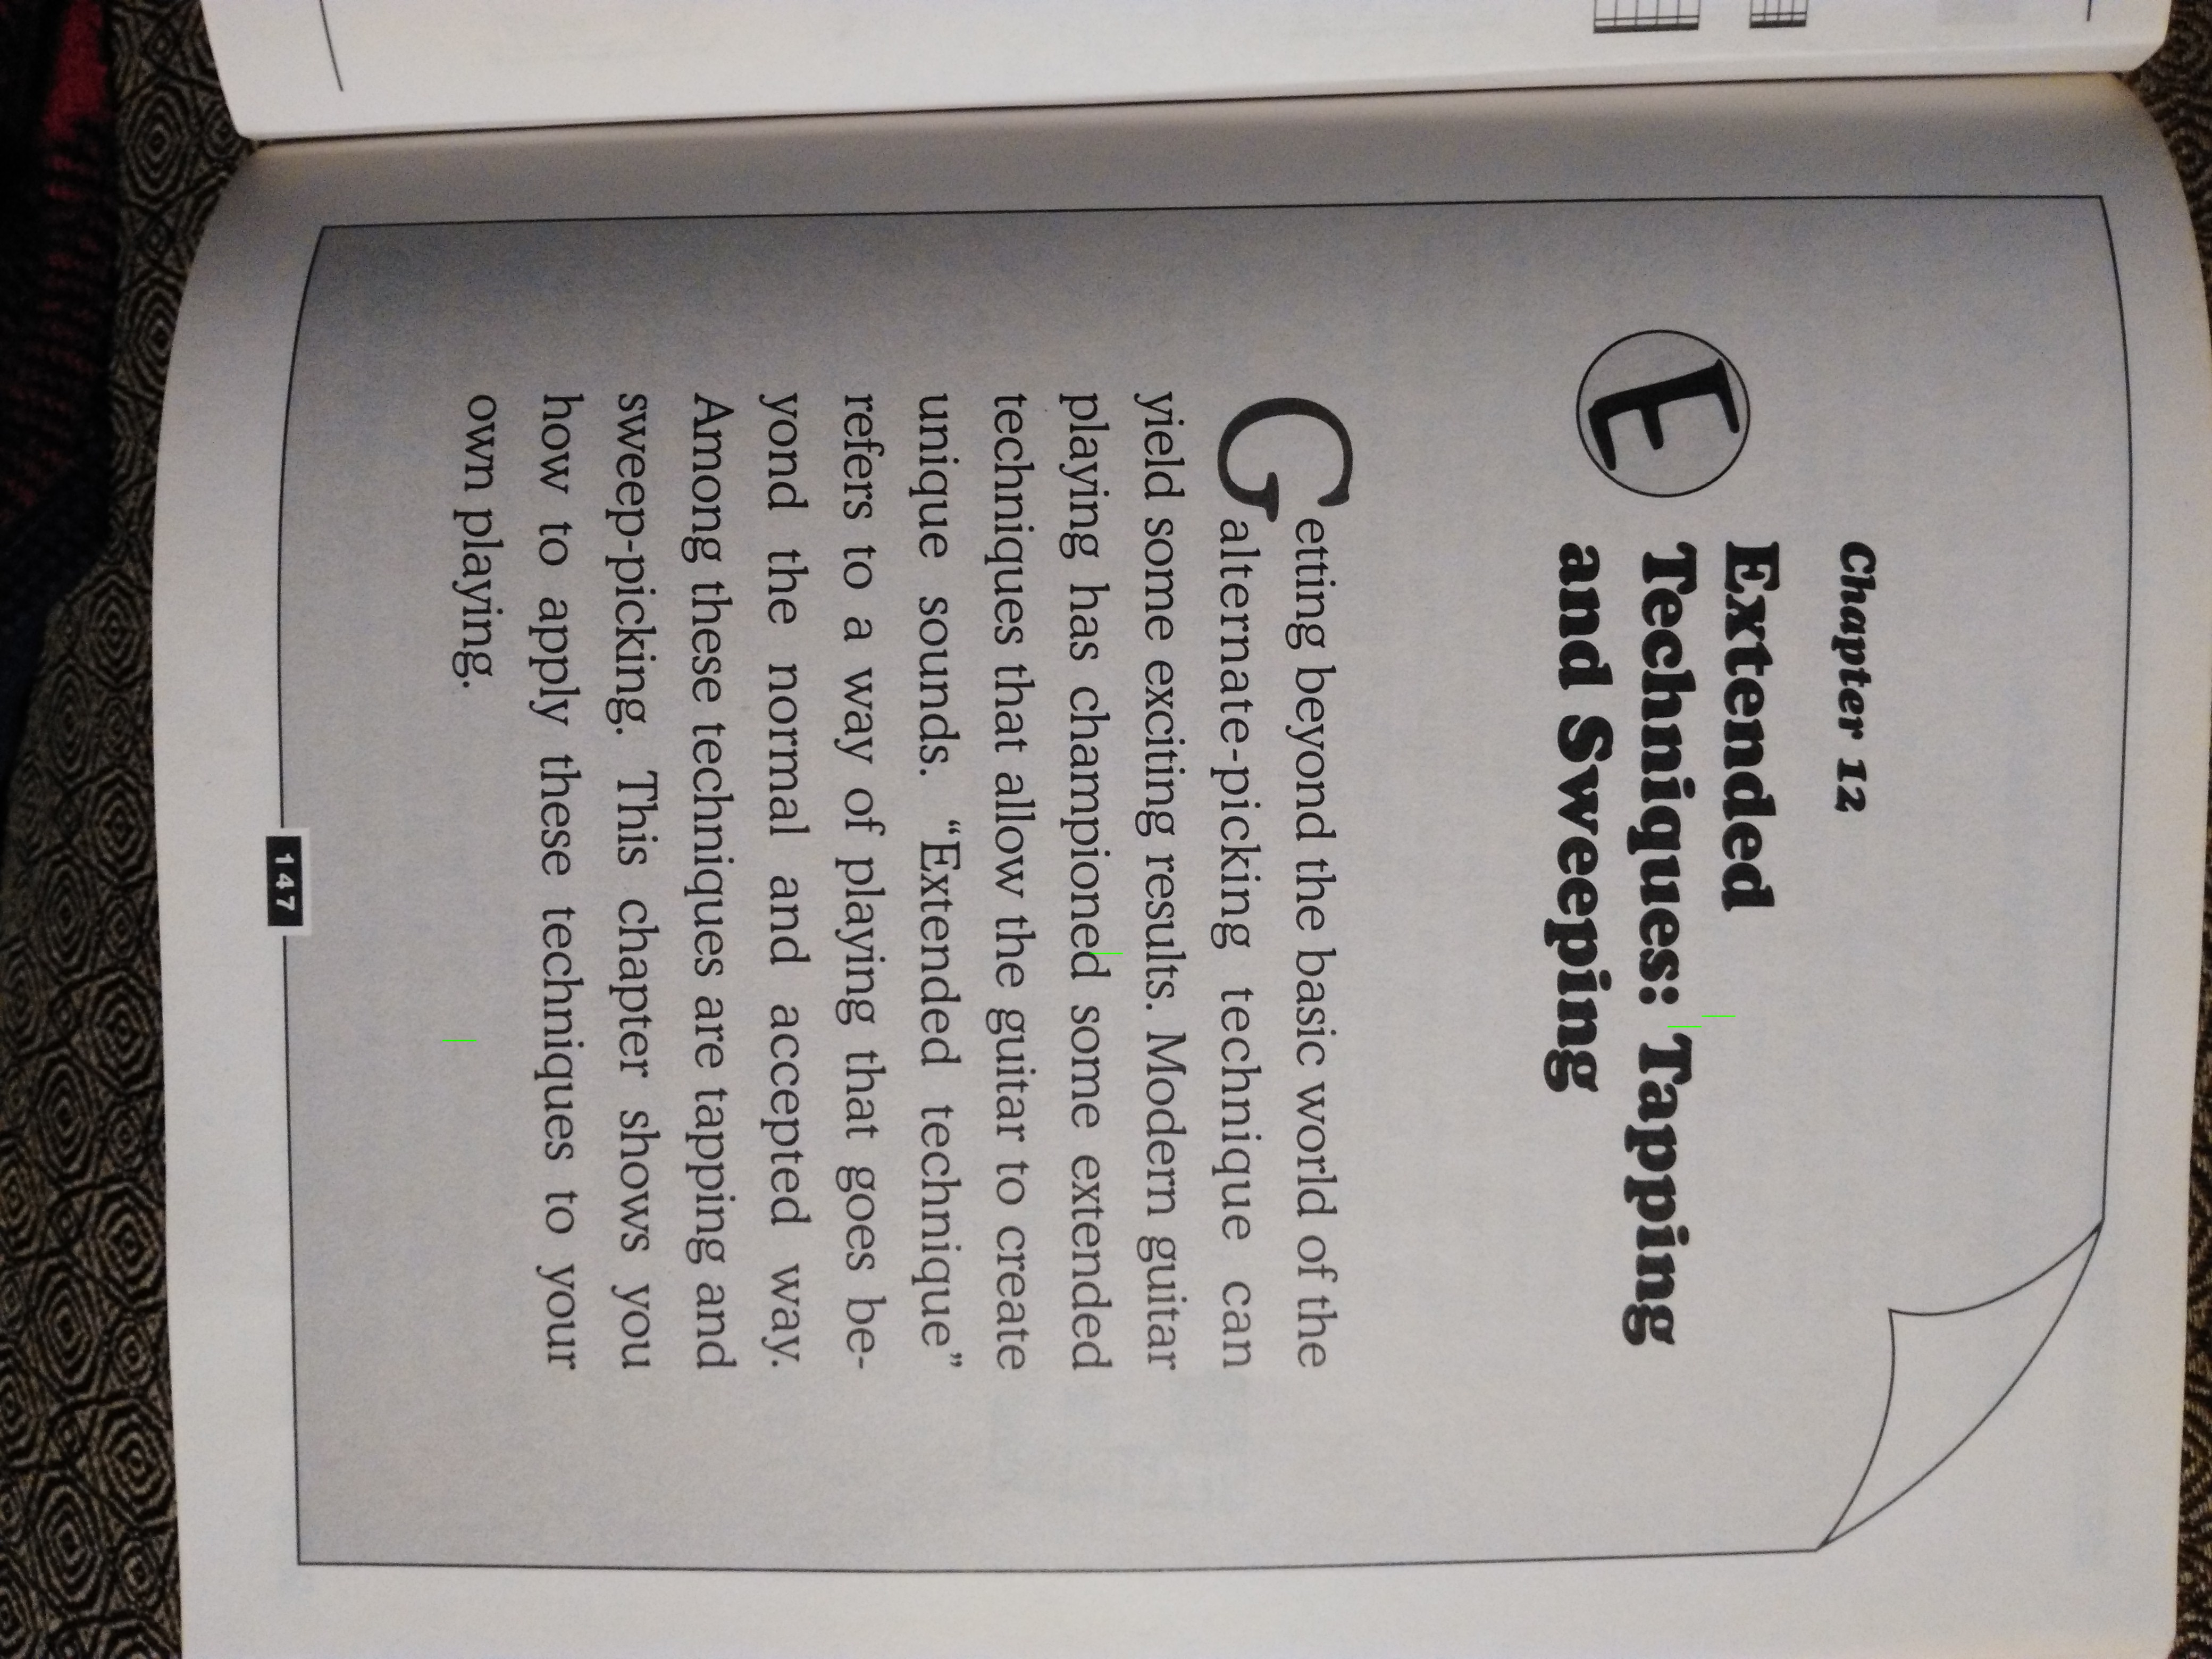 Chapter 12
E
Extended
Techniques: Tapping
and Sweeping
Getting beyond the basic world of the
alternate-picking technique can
yield some exciting results. Modern guitar
playing has championed some extended
techniques that allow the guitar to create
unique sounds. “Extended technique”
refers to a way of playing that goes be-
yond the normal and accepted way.
Among these techniques are tapping and
sweep-picking. This chapter shows you
how to apply these techniques to your
own playing.
147